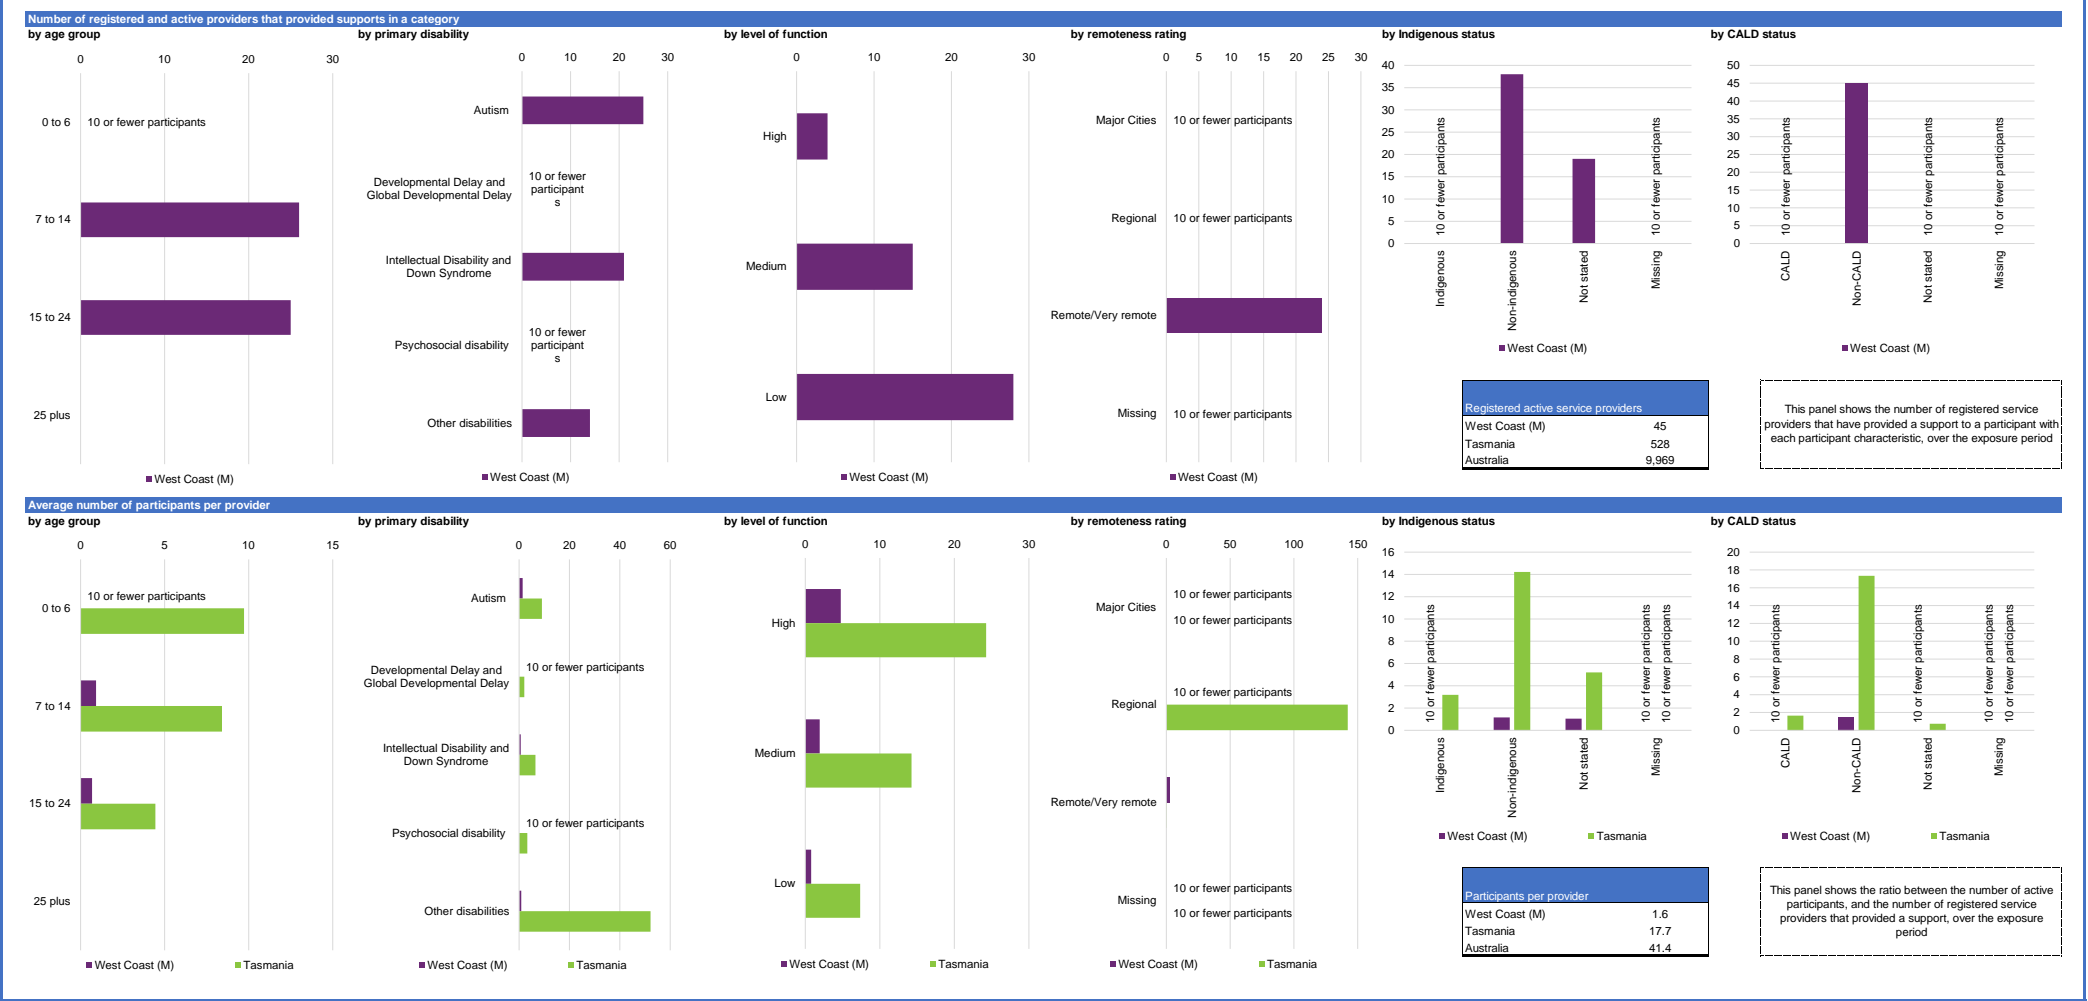 Number of registered and active providers that provided supports in a category
by age group
0 10 20 30
0 to 6
10 or fewer participants
7 to 14
15 to 24
25 plus
West Coast (M)
by primary disability
0 10 20 30
Autism
Developmental Delay and
Global Developmental Delay
10 or fewer
participant
s
Intellectual Disability and
Down Syndrome
Psychosocial disability
10 or fewer
participant
s
Other disabilities
West Coast (M)
by level of function
0 10 20 30
High
Medium
Low
West Coast (M)
by remoteness rating
0 5 10 15 20 25 30
Major Cities
10 or fewer participants
Regional
10 or fewer participants
Remote/Very remote
Missing
10 or fewer participants
West Coast (M)
by Indigenous status
40
35
30
25
20
15
10
5
0
10 or fewer participants
10 or fewer participants
Indigenous
Non-indigenous
Not stated
Missing
West Coast (M)
by CALD status
50
45
40
35
30
25
20
15
10
5
0
10 or fewer participants
10 or fewer participants
10 or fewer participants
CALD
Non-CALD
Not stated
Missing
West Coast (M)
Registered active service providers
West Coast (M) 45
Tasmania 528
Australia 9,969
This panel shows the number of registered service
providers that have provided a support to a participant with
each participant characteristic, over the exposure period
Average number of participants per provider
by age group
0 5 10 15
0 to 6
10 or fewer participants
7 to 14
15 to 24
25 plus
West Coast (M) Tasmania
by primary disability
0 20 40 60
Autism
Developmental Delay and
Global Developmental Delay
10 or fewer participants
Intellectual Disability and
Down Syndrome
Psychosocial disability
10 or fewer participants
Other disabilities
West Coast (M) Tasmania
by level of function
0 10 20 30
High
Medium
Low
West Coast (M) Tasmania
by remoteness rating
0 50 100 150
Major Cities
10 or fewer participants
10 or fewer participants
Regional
10 or fewer participants
Remote/Very remote
Missing
10 or fewer participants
10 or fewer participants
West Coast (M) Tasmania
by Indigenous status
16
14
12
10
8
6
4
2
0
10 or fewer participants
10 or fewer participants
10 or fewer participants
Indigenous
Non-indigenous
Not stated
Missing
West Coast (M) Tasmania
by CALD status
20
18
16
14
12
10
8
6
4
2
0
10 or fewer participants
10 or fewer participants
10 or fewer participants
10 or fewer participants
CALD
Non-CALD
Not stated
Missing
West Coast (M) Tasmania
Participants per provider
West Coast (M) 1.6
Tasmania 17.7
Australia 41.4
This panel shows the ratio between the number of active
participants, and the number of registered service
providers that provided a support, over the exposure
period